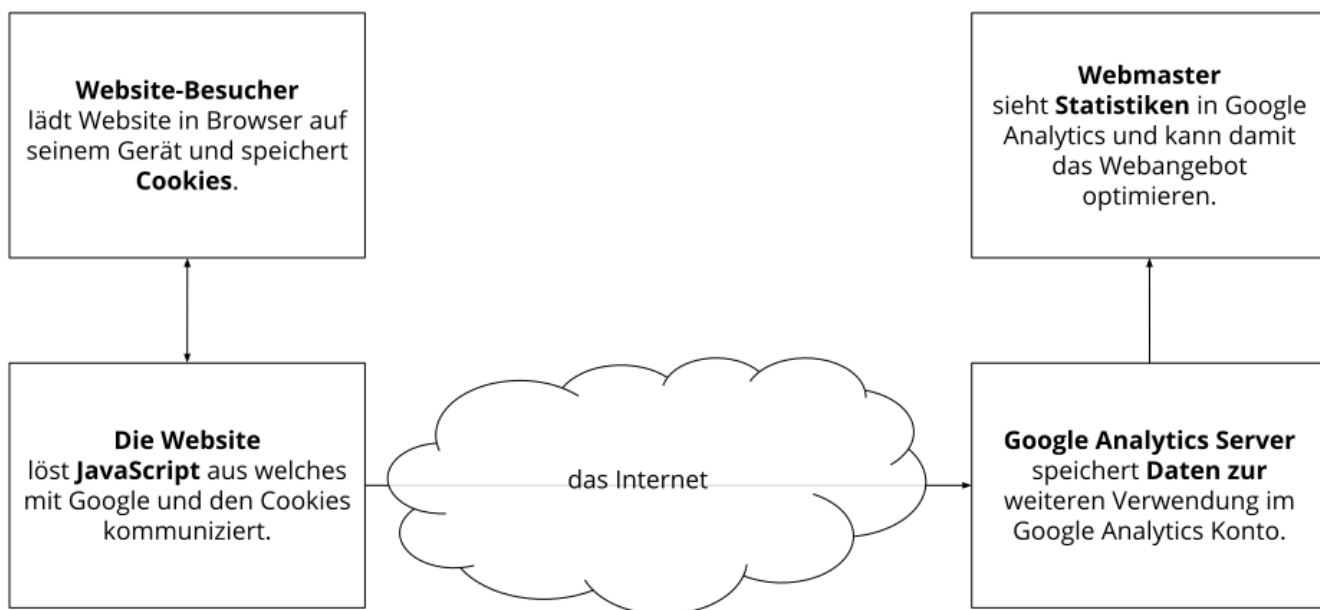 Website-Besucher
lädt Website in Browser auf
seinem Gerät und speichert
Cookies.
Webmaster
sieht Statistiken in Google
Analytics und kann damit
das Webangebot
optimieren.
Die Website
löst JavaScript aus welches
mit Google und den Cookies
kommuniziert.
das Internet
Google Analytics Server
speichert Daten zur
weiteren Verwendung im
Google Analytics Konto.